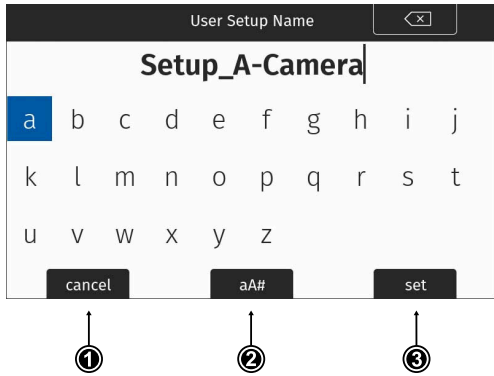 User Setup Name
Setup_A-Camera
a b c d e f g h i j
k l m n o p q r s t
u v w x y z
cancel aA# set
1 2 3